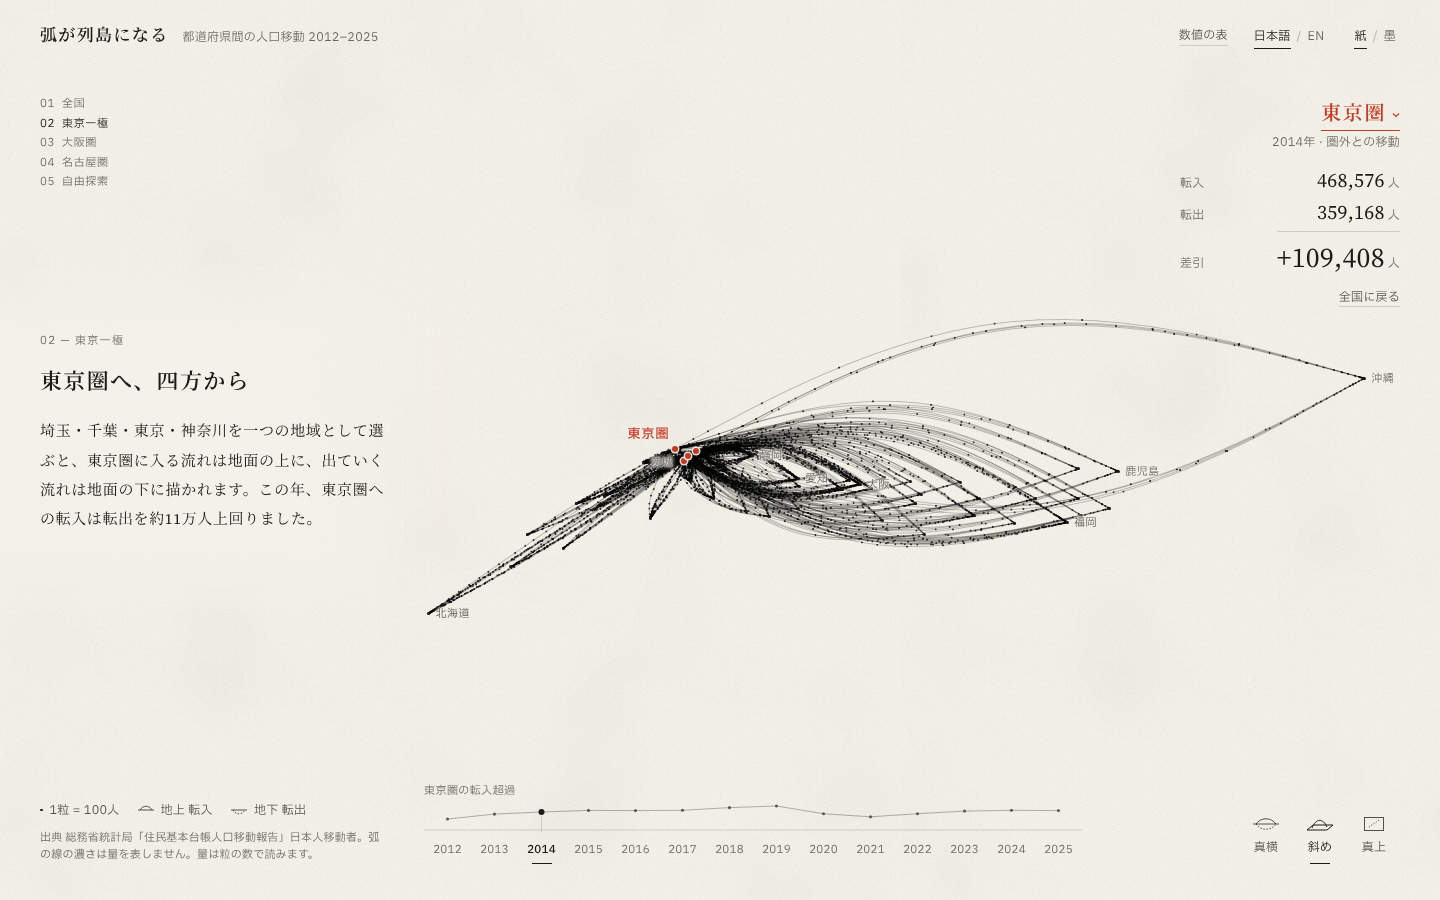 弧が列島になる 都道府県間の人口移動 2012–2025
数値の表 日本語 / EN 紙 / 墨
01 全国
02 東京一極
03 大阪圏
04 名古屋圏
05 自由探索
東京圏
2014年 · 圏外との移動
転入 468,576 人
転出 359,168 人
差引 +109,408 人
全国に戻る
02 — 東京一極
東京圏へ、四方から
埼玉・千葉・東京・神奈川を一つの地域として選
ぶと、東京圏に入る流れは地面の上に、出ていく
流れは地面の下に描かれます。この年、東京圏へ
の転入は転出を約11万人上回りました。
沖縄
東京圏
愛知
大阪
鹿児島
福岡
北海道
東京圏の転入超過
1粒 = 100人 地上 転入 地下 転出
出典 総務省統計局「住民基本台帳人口移動報告」日本人移動者。弧
の線の濃さは量を表しません。量は粒の数で読みます。
2012 2013 2014 2015 2016 2017 2018 2019 2020 2021 2022 2023 2024 2025
真横 斜め 真上